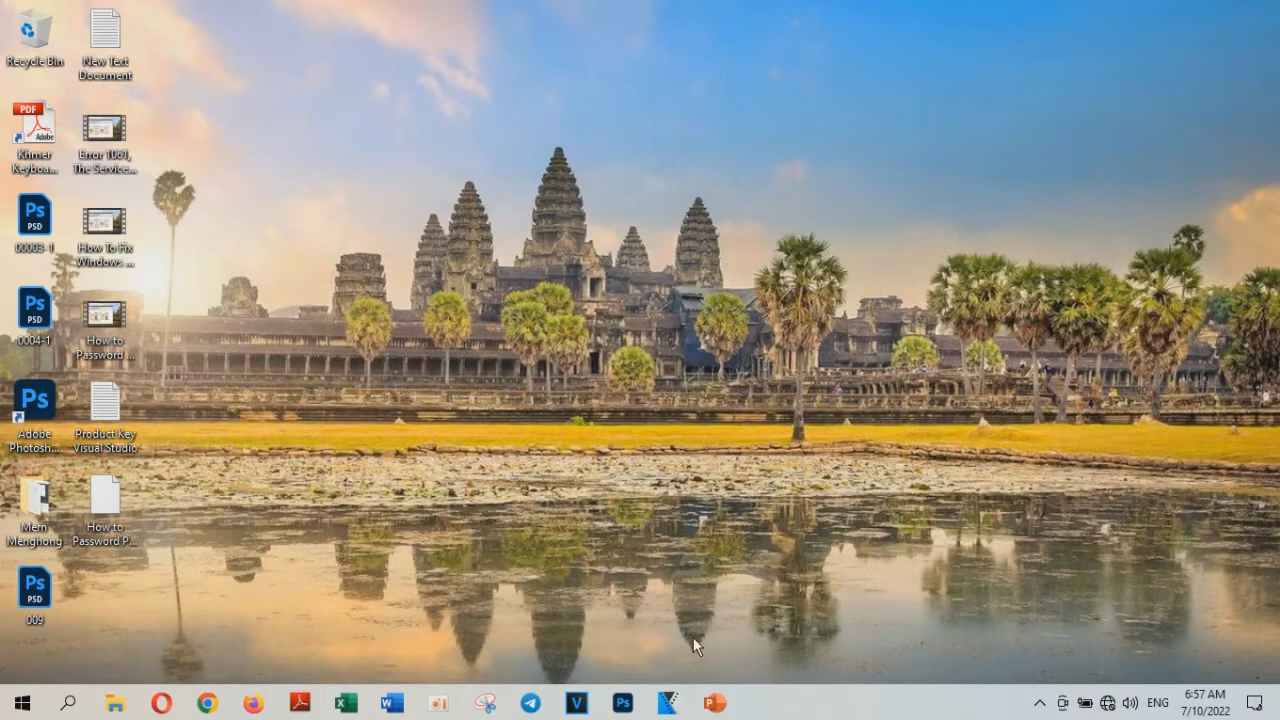 Recycle Bin
New Text
Document
PDF
Adobe
Khmer
Keyboa...
Error 1061,
The Service...
Ps
PSD
00003-1
How To Fix
Windows ...
Ps
PSD
0004-1
How to
Password ...
Ps
Adobe
Photosh...
Product Key
Visual Studio
Mem
Menghong
How to
Password P...
Ps
PSD
009
X
W
V
Ps
P
ENG
6:57 AM
7/10/2022